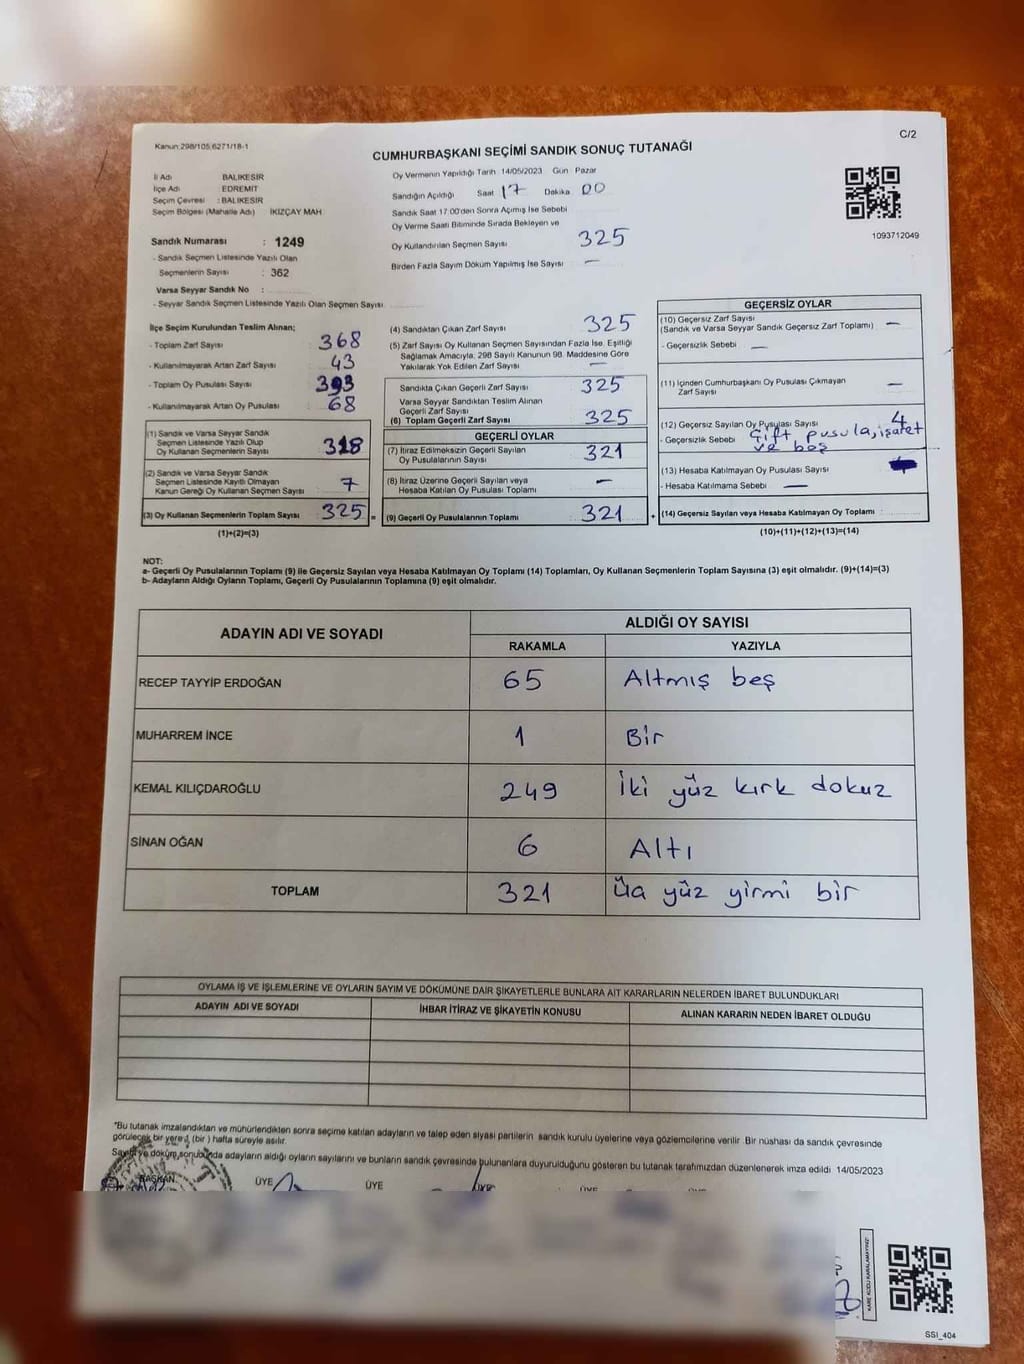 Kanun:298/105,6271/18-1
C/2
CUMHURBAŞKANI SEÇİMİ SANDIK SONUÇ TUTANAĞI
İl Adı BALIKESİR
İlçe Adı EDREMİT
Seçim Çevresi : BALIKESİR
Seçim Bölgesi (Mahalle Adı) İKİZÇAY MAH
Sandık Numarası : 1249
- Sandık Seçmen Listesinde Yazılı Olan
Seçmenlerin Sayısı : 362
Varsa Seyyar Sandık No :
- Seyyar Sandık Seçmen Listesinde Yazılı Olan Seçmen Sayısı
Oy Vermenin Yapıldığı Tarih 14/05/2023 Gün Pazar
Sandığın Açıldığı Saat 17 Dakika 00
Sandık Saat 17.00'den Sonra Açımış İse Sebebi
Oy Verme Saati Bitiminde Sırada Bekleyen ve
Oy Kullandırılan Seçmen Sayısı 325
Birden Fazla Sayım Döküm Yapılmış İse Sayısı —
1093712049
İlçe Seçim Kurulundan Teslim Alınan;
- Toplam Zarf Sayısı 368
- Kullanılmayarak Artan Zarf Sayısı 43
- Toplam Oy Pusulası Sayısı 393
- Kullanılmayarak Artan Oy Pusulası 68
(1) Sandık ve Varsa Seyyar Sandık
Seçmen Listesinde Yazılı Olup
Oy Kullanan Seçmenlerin Sayısı 318
(2) Sandık ve Varsa Seyyar Sandık
Seçmen Listesinde Kayıtlı Olmayan
Kanun Gereği Oy Kullanan Seçmen Sayısı 7
(3) Oy Kullanan Seçmenlerin Toplam Sayısı 325 =
(1)+(2)=(3)
(4) Sandıktan Çıkan Zarf Sayısı 325
(5) Zarf Sayısı Oy Kullanan Seçmen Sayısından Fazla İse, Eşitliği
Sağlamak Amacıyla, 298 Sayılı Kanunun 98. Maddesine Göre
Yakılarak Yok Edilen Zarf Sayısı —
Sandıkta Çıkan Geçerli Zarf Sayısı 325
Varsa Seyyar Sandıktan Teslim Alınan
Geçerli Zarf Sayısı
(6) Toplam Geçerli Zarf Sayısı 325
GEÇERLİ OYLAR
(7) İtiraz Edilmeksizin Geçerli Sayılan
Oy Pusulalarının Sayısı 321
(8) İtiraz Üzerine Geçerli Sayılan veya
Hesaba Katılan Oy Pusulası Toplamı —
(9) Geçerli Oy Pusulalarının Toplamı 321 +
GEÇERSİZ OYLAR
(10) Geçersiz Zarf Sayısı
(Sandık ve Varsa Seyyar Sandık Geçersiz Zarf Toplamı) —
- Geçersizlik Sebebi —
(11) İçinden Cumhurbaşkanı Oy Pusulası Çıkmayan
Zarf Sayısı —
(12) Geçersiz Sayılan Oy Pusulası Sayısı 4
- Geçersizlik Sebebi Çift pusula, işaret
ve boş
(13) Hesaba Katılmayan Oy Pusulası Sayısı
- Hesaba Katılmama Sebebi —
(14) Geçersiz Sayılan veya Hesaba Katılmayan Oy Toplamı :
(10)+(11)+(12)+(13)=(14)
NOT:
a- Geçerli Oy Pusulalarının Toplamı (9) ile Geçersiz Sayılan veya Hesaba Katılmayan Oy Toplamı (14) Toplamları, Oy Kullanan Seçmenlerin Toplam Sayısına (3) eşit olmalıdır. (9)+(14)=(3)
b- Adayların Aldığı Oyların Toplamı, Geçerli Oy Pusulalarının Toplamına (9) eşit olmalıdır.
ADAYIN ADI VE SOYADI
ALDIĞI OY SAYISI
RAKAMLA YAZIYLA
RECEP TAYYİP ERDOĞAN 65 Altmış beş
MUHARREM İNCE 1 Bir
KEMAL KILIÇDAROĞLU 249 İki yüz kırk dokuz
SİNAN OĞAN 6 Altı
TOPLAM 321 üa yüz yirmi bir
OYLAMA İŞ VE İŞLEMLERİNE VE OYLARIN SAYIM VE DÖKÜMÜNE DAİR ŞİKAYETLERLE BUNLARA AİT KARARLARIN NELERDEN İBARET BULUNDUKLARI
ADAYIN ADI VE SOYADI İHBAR İTİRAZ VE ŞİKAYETİN KONUSU ALINAN KARARIN NEDEN İBARET OLDUĞU
"Bu tutanak imzalandıktan ve mühürlendikten sonra seçime katılan adayların ve talep eden siyasi partilerin sandık kurulu üyelerine veya gözlemcilerine verilir. Bir nüshası da sandık çevresinde
görülecek bir yere 1 (bir) hafta süreyle asılır.
Sayım ve döküm sonubunda adayların aldığı oyların sayılarını ve bunların sandık çevresinde bulunanlara duyurulduğunu gösteren bu tutanak tarafımızdan düzenlenerek imza edildi 14/05/2023
BAŞKAN ÜYE ÜYE ÜYE ÜYE
"KARE KODU KARALAMAYINIZ"
SSI_404